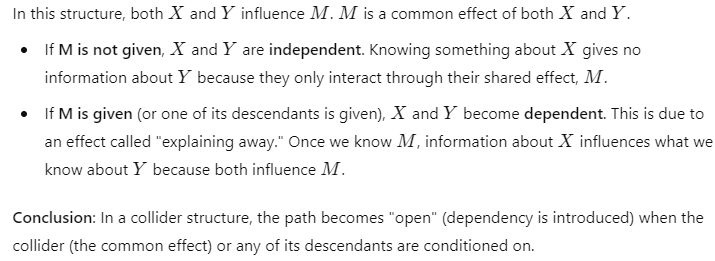 In this structure, both X and Y influence M. M is a common effect of both X and Y.
• If M is not given, X and Y are independent. Knowing something about X gives no
information about Y because they only interact through their shared effect, M.
• If M is given (or one of its descendants is given), X and Y become dependent. This is due to
an effect called "explaining away." Once we know M, information about X influences what we
know about Y because both influence M.
Conclusion: In a collider structure, the path becomes "open" (dependency is introduced) when the
collider (the common effect) or any of its descendants are conditioned on.